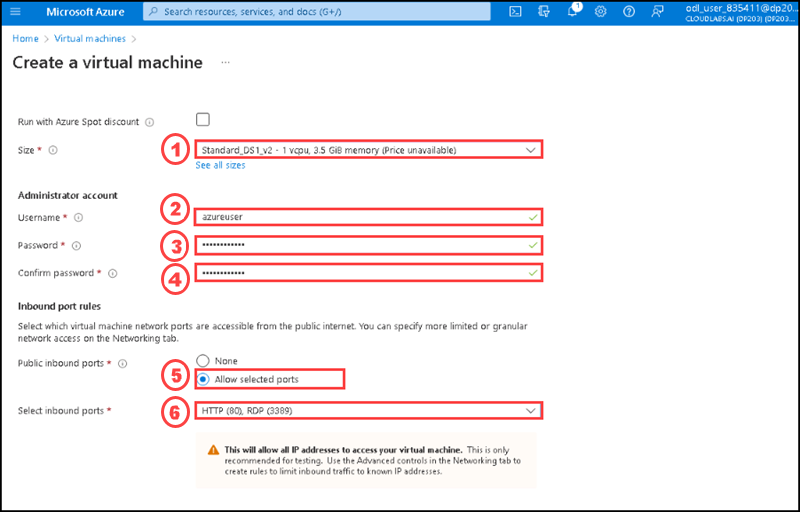 Microsoft Azure
Search resources, services, and docs (G+/)
1
odl_user_835411@dp20...
CLOUDLABS.AI (DP203) (DP203...
Home > Virtual machines >
Create a virtual machine ...
Run with Azure Spot discount
Size *
1
Standard_DS1_v2 - 1 vcpu, 3.5 GiB memory (Price unavailable)
See all sizes
Administrator account
Username *
2
azureuser
Password *
3
••••••••••••
Confirm password *
4
••••••••••••
Inbound port rules
Select which virtual machine network ports are accessible from the public internet. You can specify more limited or granular
network access on the Networking tab.
Public inbound ports *
None
5
Allow selected ports
Select inbound ports *
6
HTTP (80), RDP (3389)
This will allow all IP addresses to access your virtual machine. This is only
recommended for testing. Use the Advanced controls in the Networking tab to
create rules to limit inbound traffic to known IP addresses.